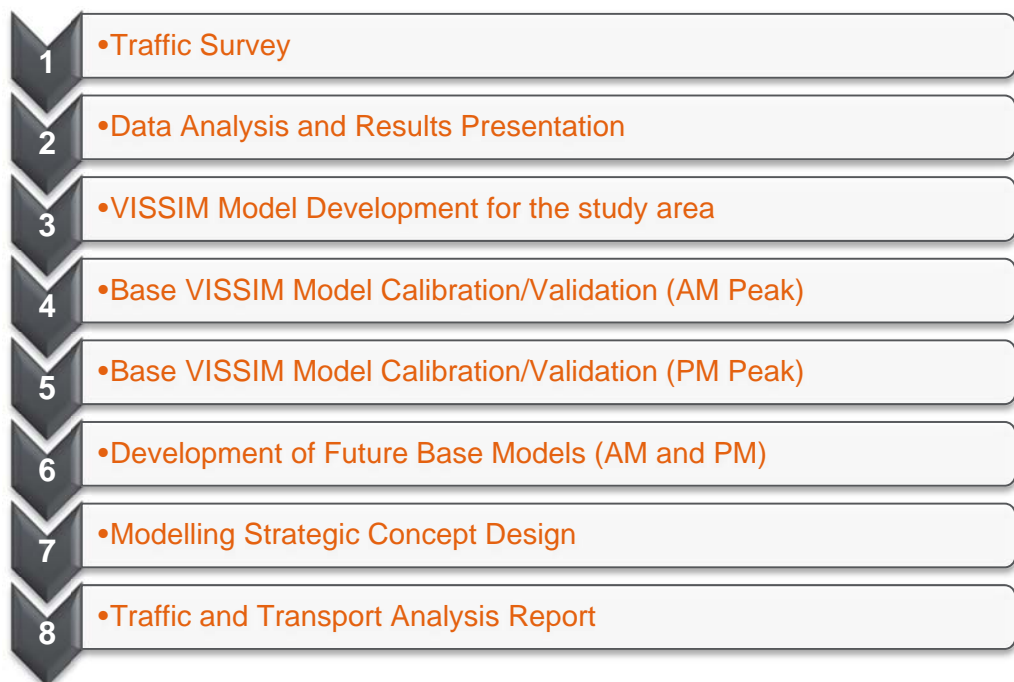 1 •Traffic Survey
2 •Data Analysis and Results Presentation
3 •VISSIM Model Development for the study area
4 •Base VISSIM Model Calibration/Validation (AM Peak)
5 •Base VISSIM Model Calibration/Validation (PM Peak)
6 •Development of Future Base Models (AM and PM)
7 •Modelling Strategic Concept Design
8 •Traffic and Transport Analysis Report